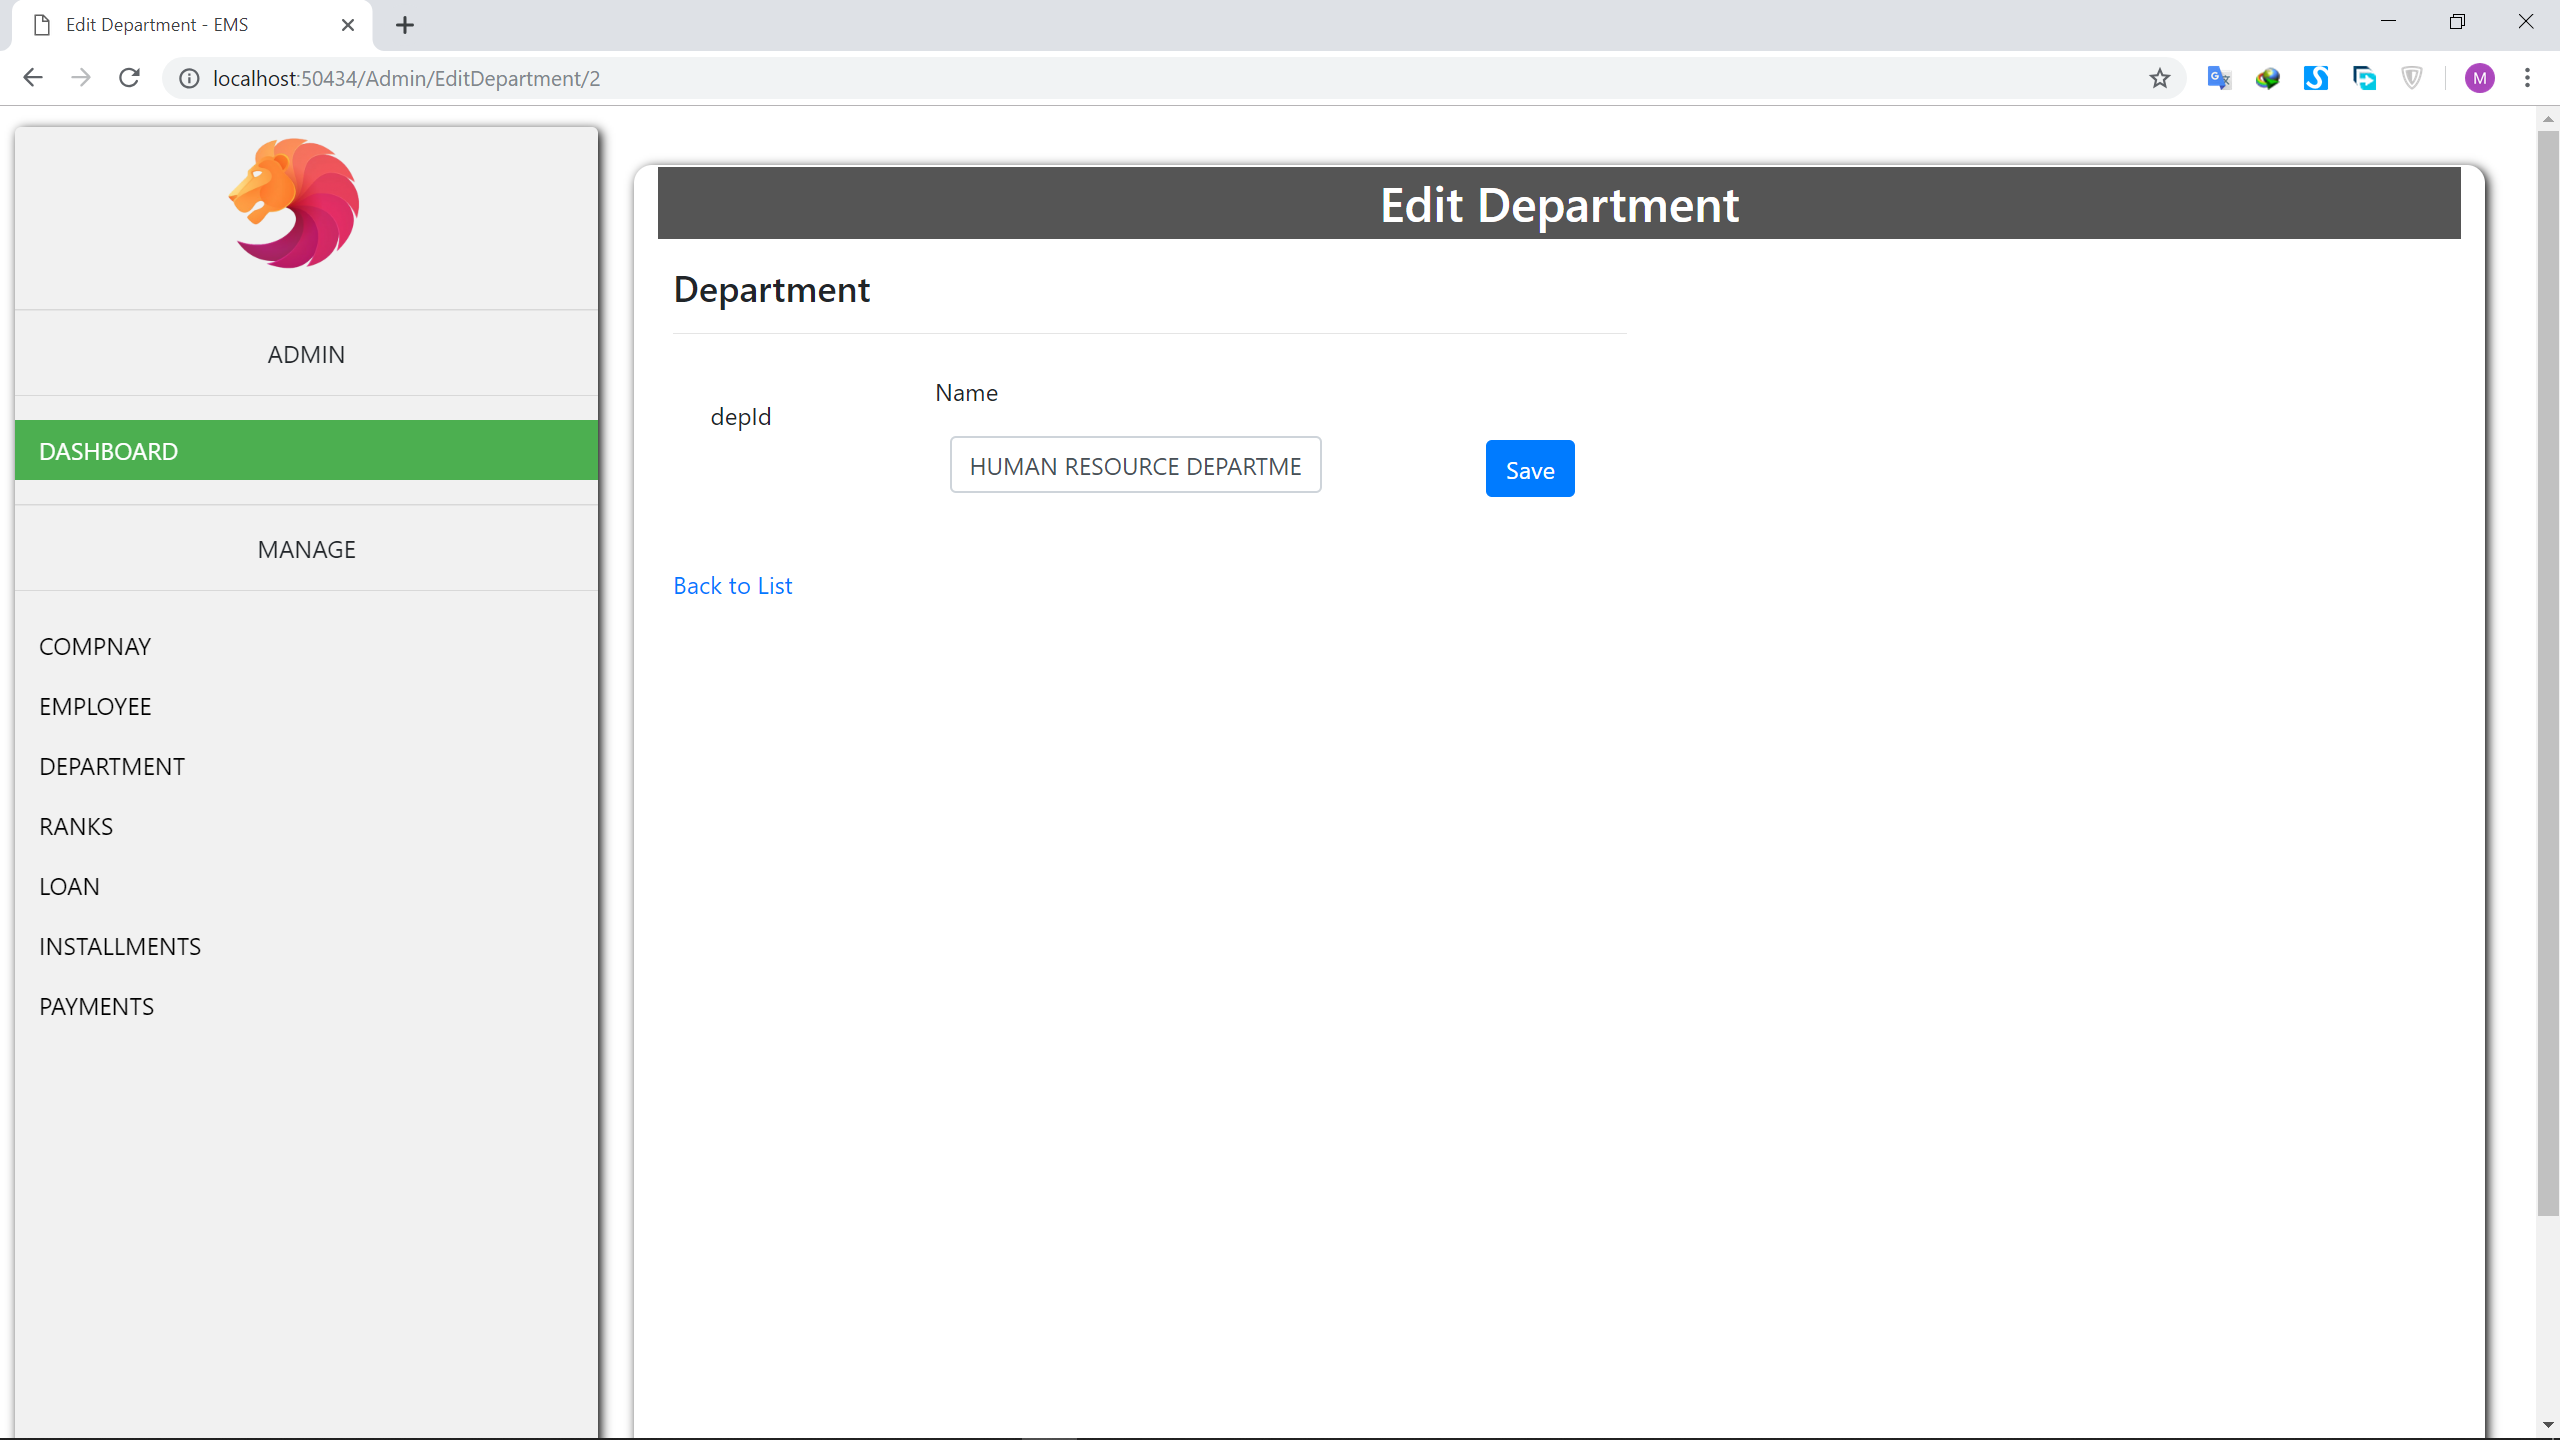 Edit Department - EMS
localhost:50434/Admin/EditDepartment/2
M
ADMIN
DASHBOARD
MANAGE
COMPNAY
EMPLOYEE
DEPARTMENT
RANKS
LOAN
INSTALLMENTS
PAYMENTS
Edit Department
Department
Name
depId
HUMAN RESOURCE DEPARTME
Save
Back to List